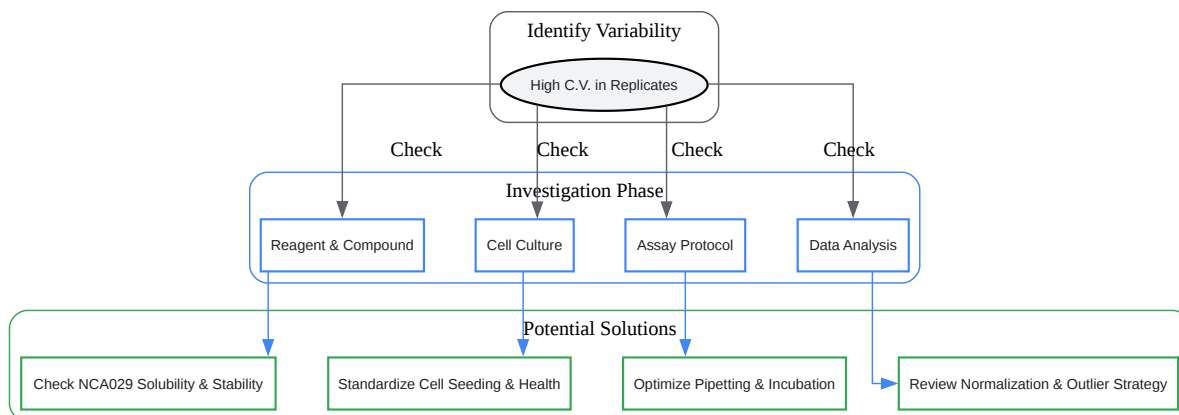 Identify Variability
High C.V. in Replicates
Check
Check
Check
Check
Investigation Phase
Reagent & Compound
Cell Culture
Assay Protocol
Data Analysis
Potential Solutions
Check NCA029 Solubility & Stability
Standardize Cell Seeding & Health
Optimize Pipetting & Incubation
Review Normalization & Outlier Strategy